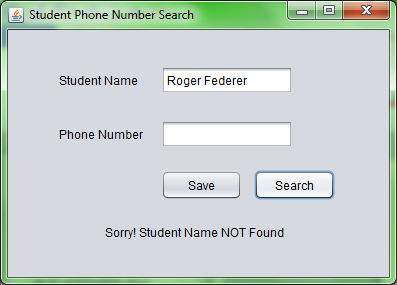 Student Phone Number Search
Student Name Roger Federer
Phone Number
Save Search
Sorry! Student Name NOT Found